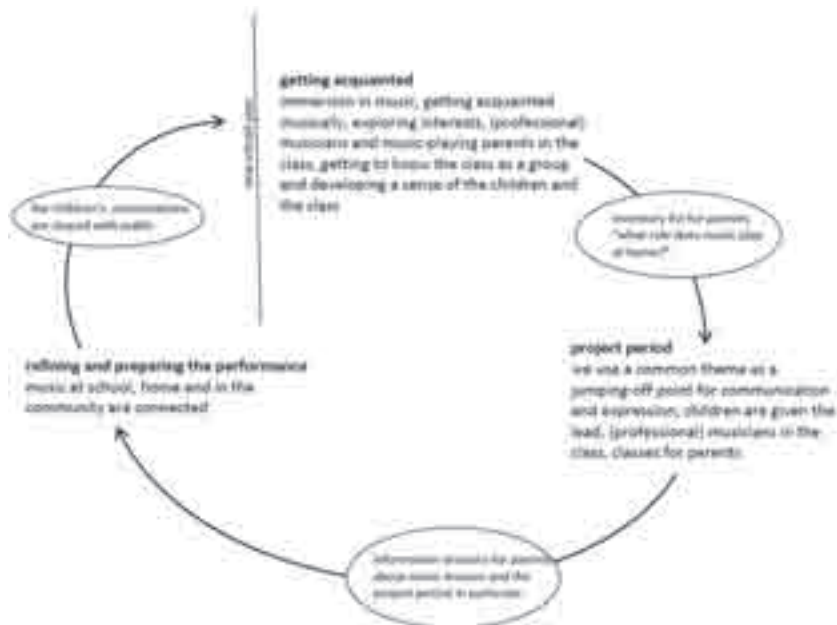 getting acquainted
immersion in music, getting acquainted
musically, exploring interests, (professional)
musicians and music-playing parents in the
class, getting to know the class as a group
and developing a sense of the children and
the class
the children's
are shared with public
for parents
"what role does music play
at home?"
project period
we use a common theme as a
jumping-off point for communication
and expression, children are given the
lead, (professional) musicians in the
class, classes for parents
information sessions for parents
about music lessons and the
project period in particular
refining and preparing the performance
music at school, home and in the
community are connected